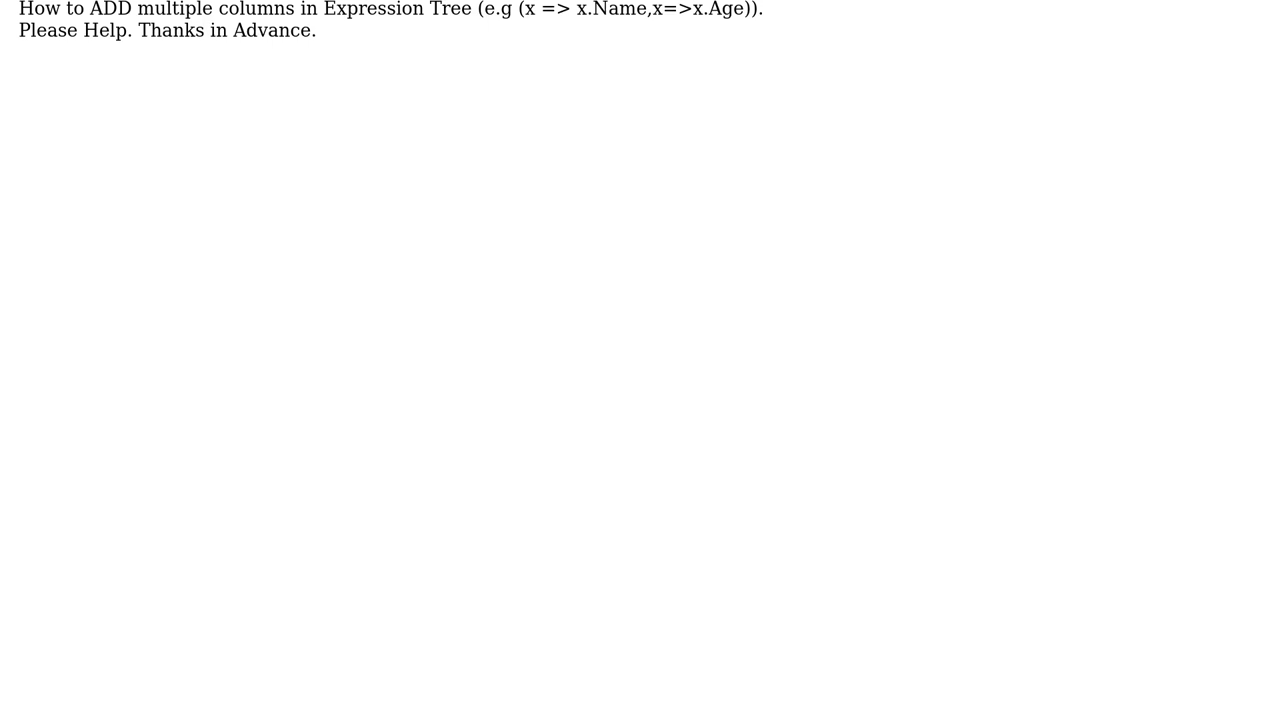 How to ADD multiple columns in Expression Tree (e.g (x => x.Name,x=>x.Age)).
Please Help. Thanks in Advance.